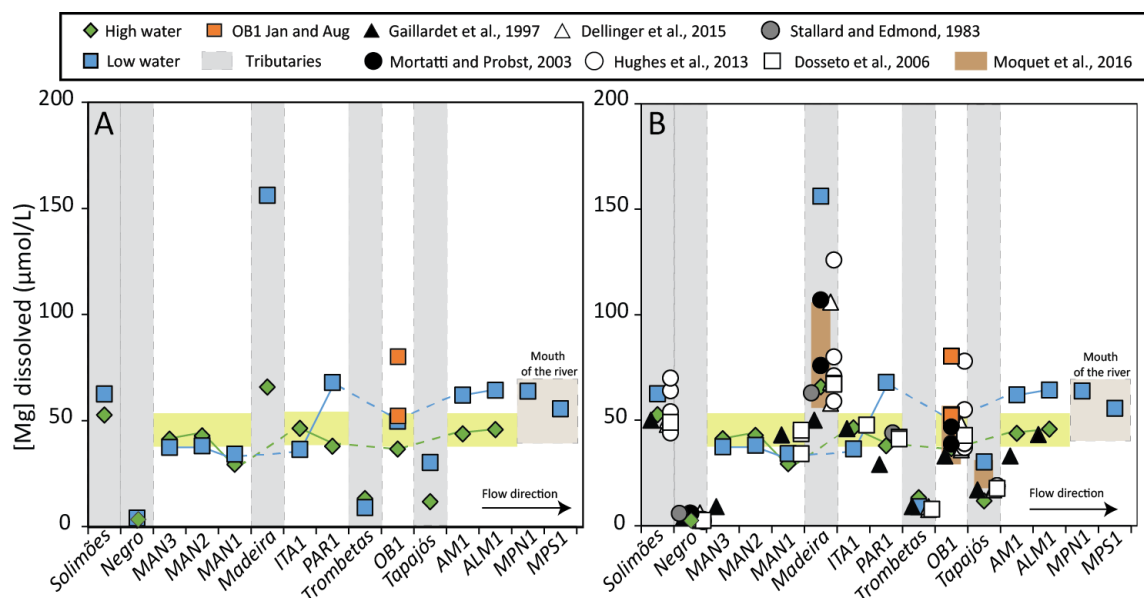 High water OB1 Jan and Aug Gaillardet et al., 1997 Dellinger et al., 2015 Stallard and Edmond, 1983
Low water Tributaries Mortatti and Probst, 2003 Hughes et al., 2013 Dosseto et al., 2006 Moquet et al., 2016
[Mg] dissolved (µmol/L)
A
200
150
100
50
0
Mouth
of the river
Flow direction
Solimões
Negro
MAN3
MAN2
MAN1
Madeira
ITA1
PAR1
Trombetas
OB1
Tapajós
AM1
ALM1
MPN1
MPS1
B
200
150
100
50
0
Mouth
of the river
Flow direction
Solimões
Negro
MAN3
MAN2
MAN1
Madeira
ITA1
PAR1
Trombetas
OB1
Tapajós
AM1
ALM1
MPN1
MPS1